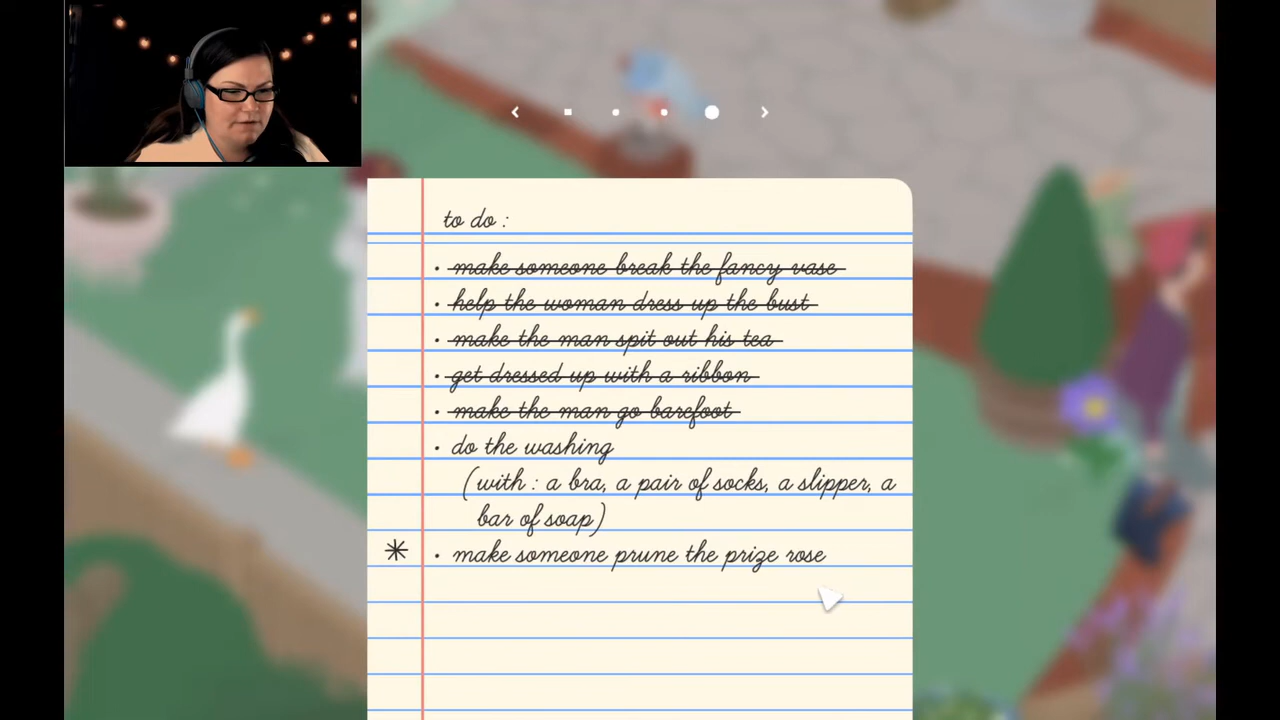 to do :
• make someone break the fancy vase
• help the woman dress up the bust
• make the man spit out his tea
• get dressed up with a ribbon
• make the man go barefoot
• do the washing
(with : a bra, a pair of socks, a slipper, a
bar of soap)
• make someone prune the prize rose